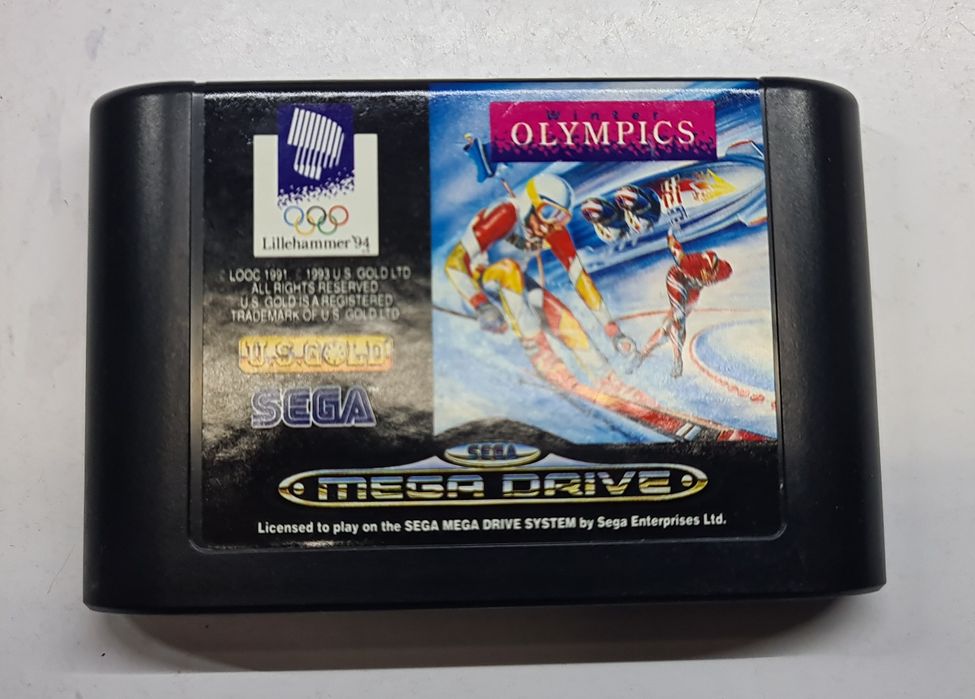 Lillehammer '94
© LOOC 1991. © 1993 U.S. GOLD LTD
ALL RIGHTS RESERVED.
U.S. GOLD IS A REGISTERED
TRADEMARK OF U.S. GOLD LTD
U.S. GOLD
SEGA
Winter
OLYMPICS
SEGA
MEGA DRIVE
Licensed to play on the SEGA MEGA DRIVE SYSTEM by Sega Enterprises Ltd.